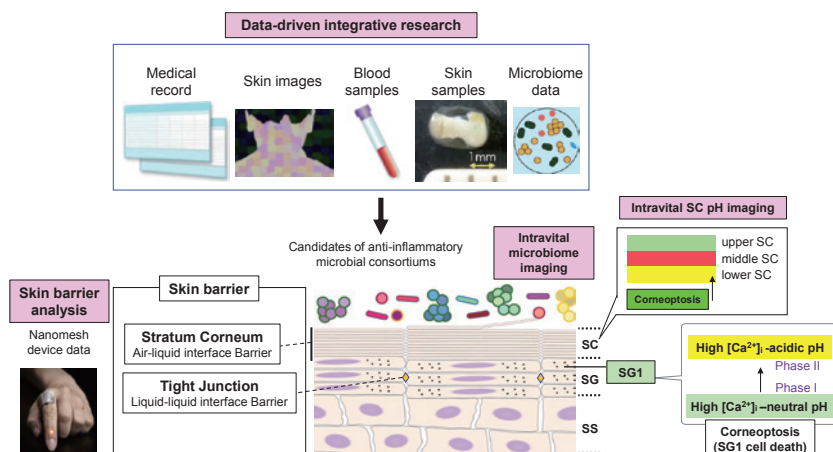 Data-driven integrative research
Medical
record
Skin images
Blood
samples
Skin
samples
Microbiome
data
1mm
Candidates of anti-inflammatory
microbial consortiums
Intravital
microbiome
imaging
Intravital SC pH imaging
upper SC
middle SC
lower SC
Corneoptosis
Skin barrier
analysis
Nanomesh
device data
Skin barrier
Stratum Corneum
Air-liquid interface Barrier
Tight Junction
Liquid-liquid interface Barrier
SC
SG
SS
SG1
High [Ca²⁺]ᵢ -acidic pH
Phase II
Phase I
High [Ca²⁺]ᵢ –neutral pH
Corneoptosis
(SG1 cell death)